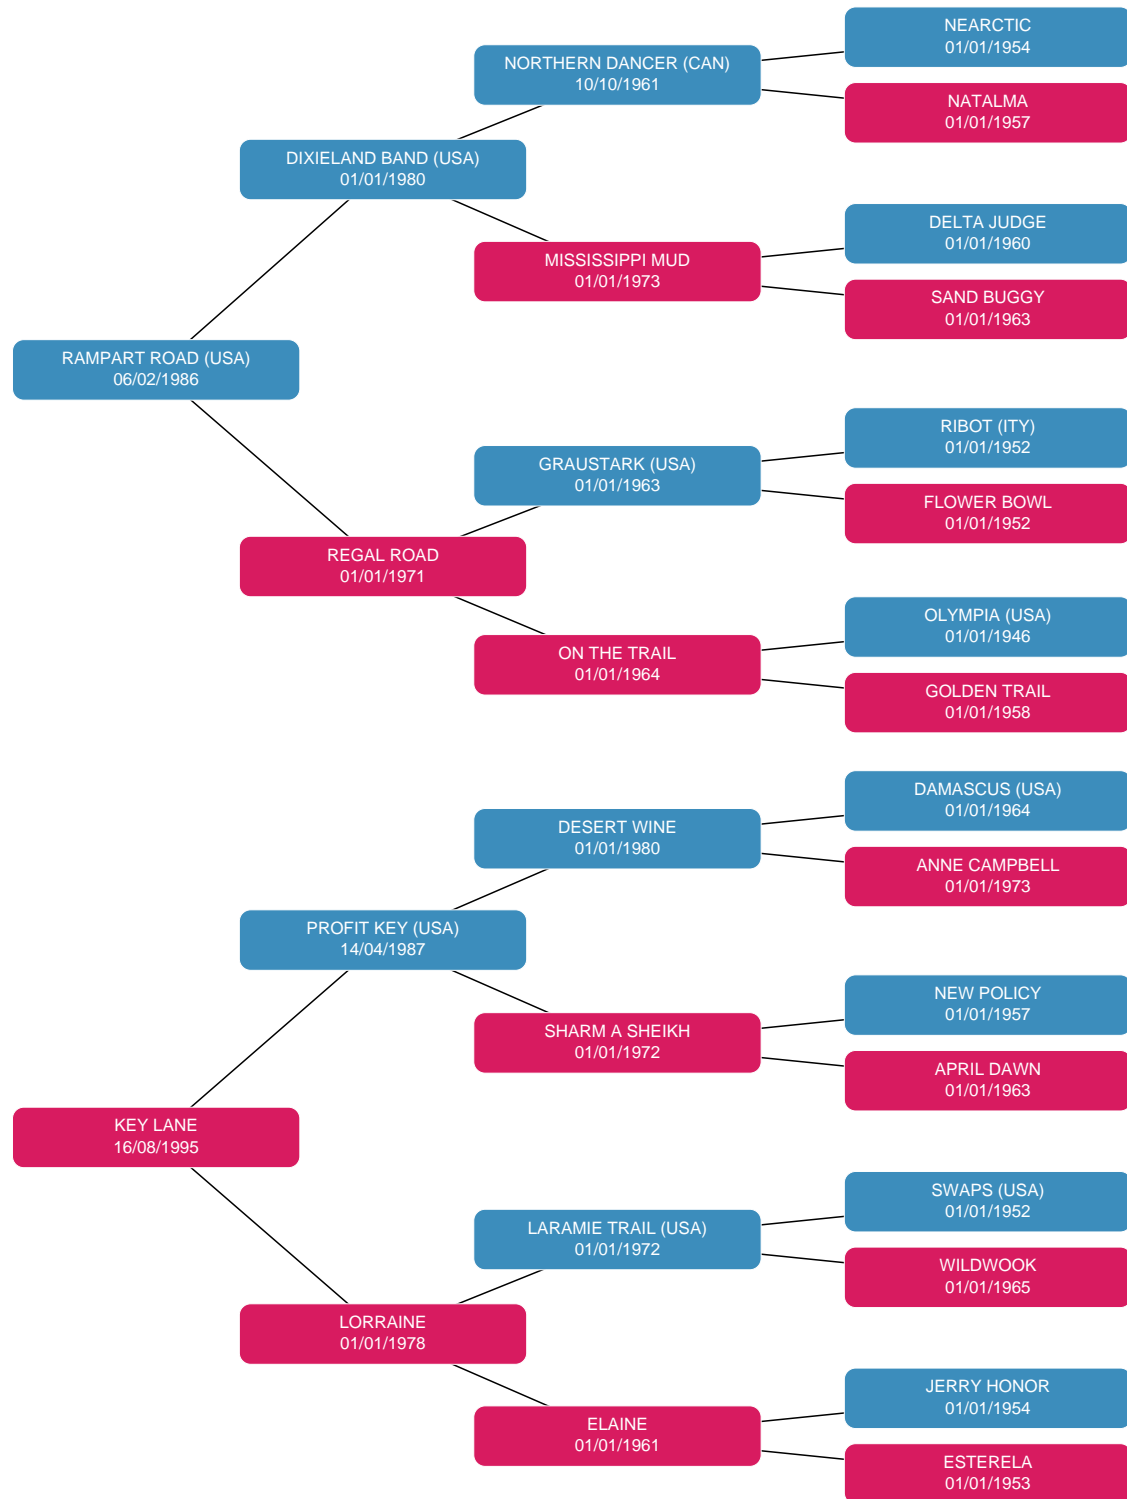 NEARCTIC
01/01/1954
NORTHERN DANCER (CAN)
10/10/1961
NATALMA
01/01/1957
DIXIELAND BAND (USA)
01/01/1980
DELTA JUDGE
01/01/1960
MISSISSIPPI MUD
01/01/1973
SAND BUGGY
01/01/1963
RAMPART ROAD (USA)
06/02/1986
RIBOT (ITY)
01/01/1952
GRAUSTARK (USA)
01/01/1963
FLOWER BOWL
01/01/1952
REGAL ROAD
01/01/1971
OLYMPIA (USA)
01/01/1946
ON THE TRAIL
01/01/1964
GOLDEN TRAIL
01/01/1958
DAMASCUS (USA)
01/01/1964
DESERT WINE
01/01/1980
ANNE CAMPBELL
01/01/1973
PROFIT KEY (USA)
14/04/1987
NEW POLICY
01/01/1957
SHARM A SHEIKH
01/01/1972
APRIL DAWN
01/01/1963
KEY LANE
16/08/1995
SWAPS (USA)
01/01/1952
LARAMIE TRAIL (USA)
01/01/1972
WILDWOOK
01/01/1965
LORRAINE
01/01/1978
JERRY HONOR
01/01/1954
ELAINE
01/01/1961
ESTERELA
01/01/1953